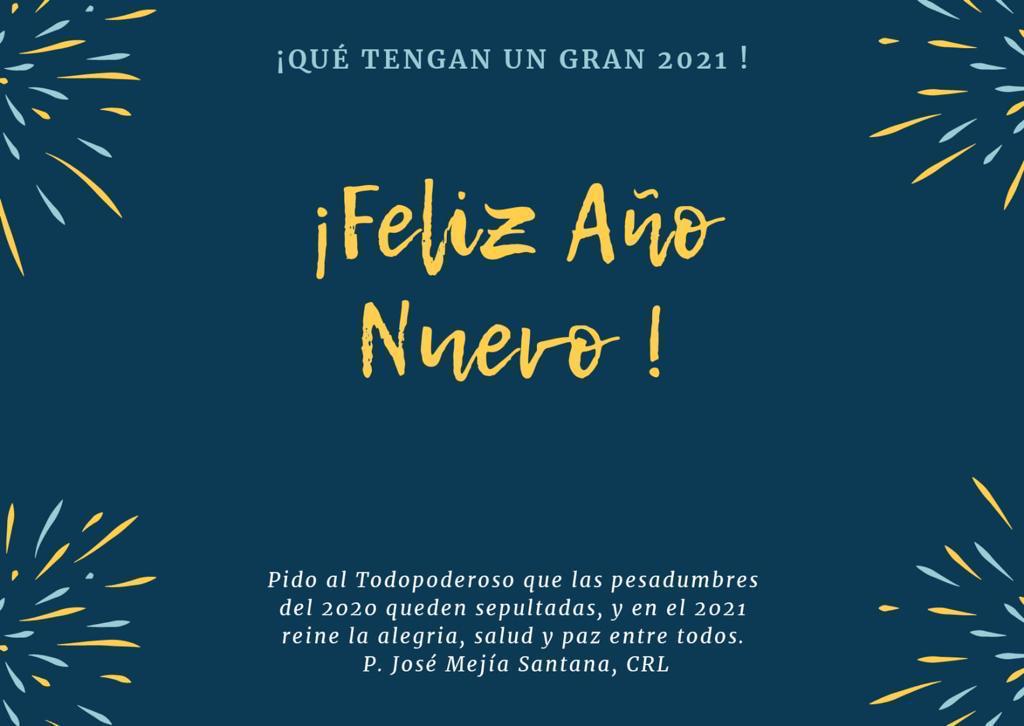 ¡QUÉ TENGAN UN GRAN 2021 !
¡Feliz Año
Nuevo !
Pido al Todopoderoso que las pesadumbres
del 2020 queden sepultadas, y en el 2021
reine la alegria, salud y paz entre todos.
P. José Mejía Santana, CRL